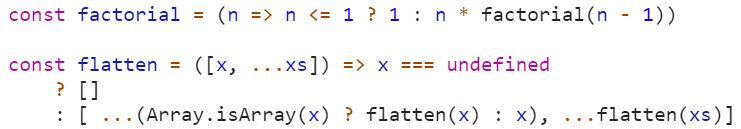 const factorial = (n => n <= 1 ? 1 : n * factorial(n - 1))
const flatten = ([x, ...xs]) => x === undefined
? []
: [ ...(Array.isArray(x) ? flatten(x) : x), ...flatten(xs)]